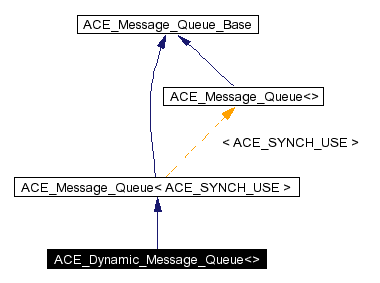 ACE_Message_Queue_Base
ACE_Message_Queue<>
< ACE_SYNCH_USE >
ACE_Message_Queue< ACE_SYNCH_USE >
ACE_Dynamic_Message_Queue<>